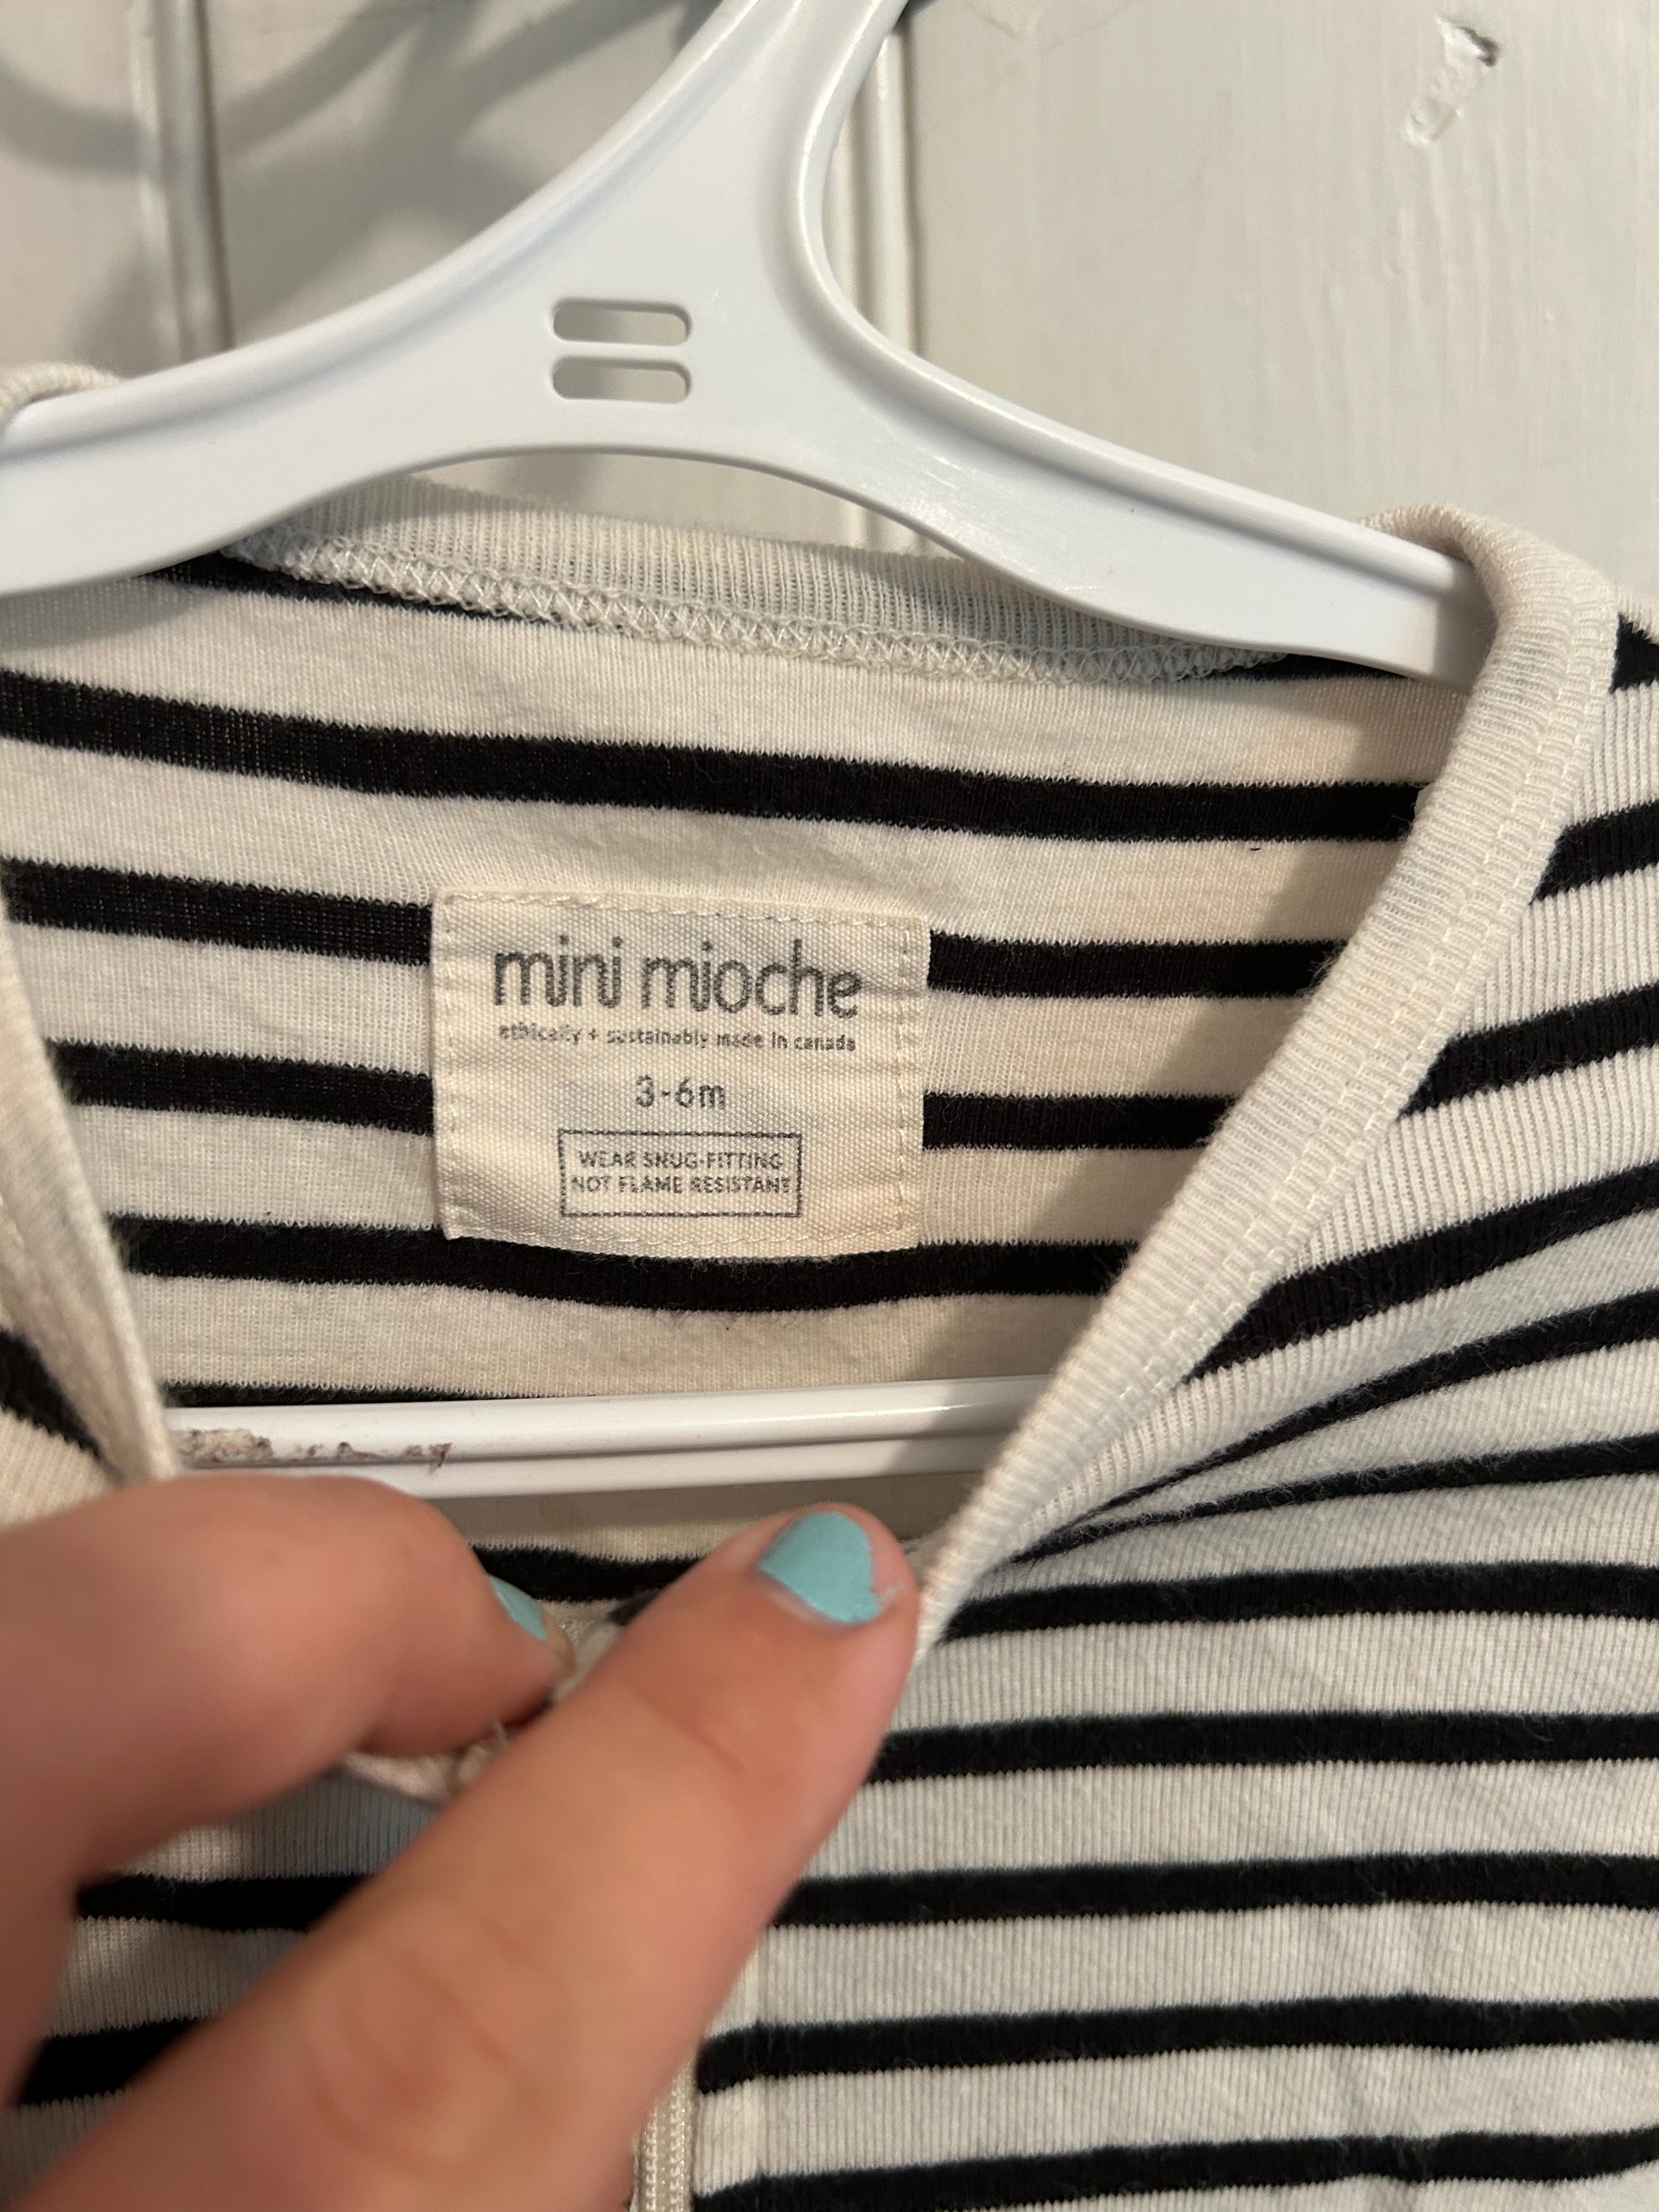 mini mioche
ethically + sustainably made in canada
3-6m
WEAR SNUG-FITTING
NOT FLAME RESISTANT